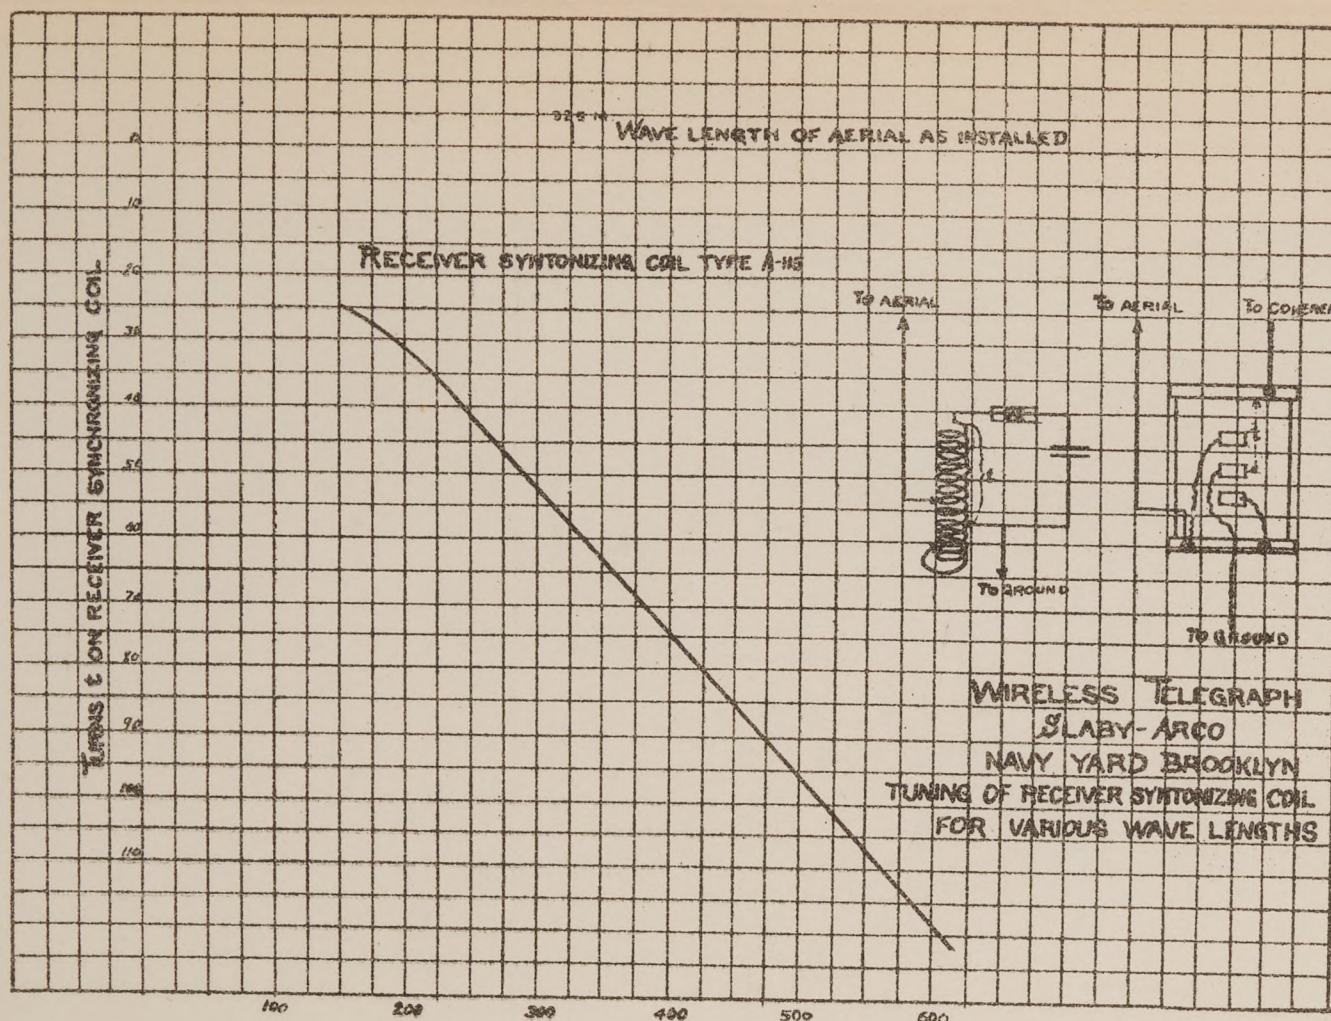 325 M WAVE LENGTH OF AERIAL AS INSTALLED
0
10
RECEIVER SYNTONIZING COIL TYPE A-115
20
30
40
50
60
70
80
90
100
110
TURNS t ON RECEIVER SYNCHRONIZING COIL
TO AERIAL
t
TO GROUND
TO AERIAL
TO COHERER
t
TO GROUND
WIRELESS TELEGRAPH
SLABY-ARCO
NAVY YARD BROOKLYN
TUNING OF RECEIVER SYNTONIZING COIL
FOR VARIOUS WAVE LENGTHS
100 200 300 400 500 600